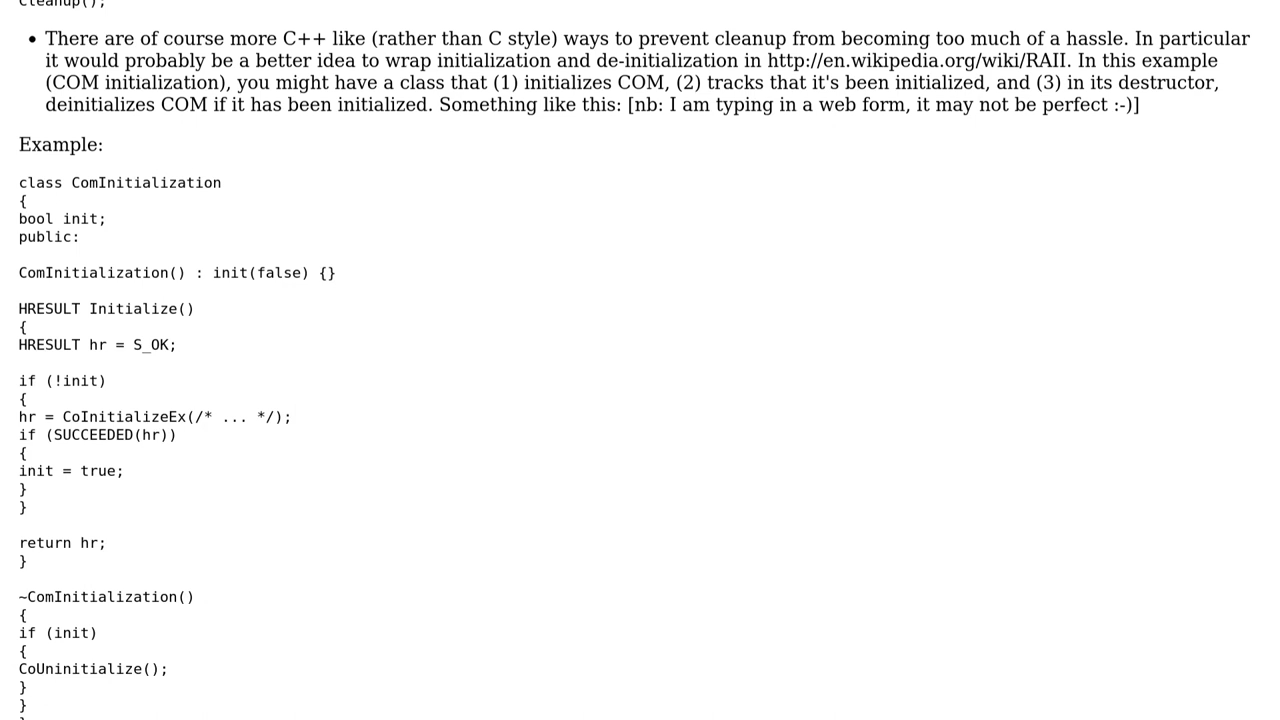 Cleanup();
• There are of course more C++ like (rather than C style) ways to prevent cleanup from becoming too much of a hassle. In particular
it would probably be a better idea to wrap initialization and de-initialization in http://en.wikipedia.org/wiki/RAII. In this example
(COM initialization), you might have a class that (1) initializes COM, (2) tracks that it's been initialized, and (3) in its destructor,
deinitializes COM if it has been initialized. Something like this: [nb: I am typing in a web form, it may not be perfect :-)]
Example:
class ComInitialization
{
bool init;
public:
ComInitialization() : init(false) {}
HRESULT Initialize()
{
HRESULT hr = S_OK;
if (!init)
{
hr = CoInitializeEx(/* ... */);
if (SUCCEEDED(hr))
{
init = true;
}
}
return hr;
}
~ComInitialization()
{
if (init)
{
CoUninitialize();
}
}